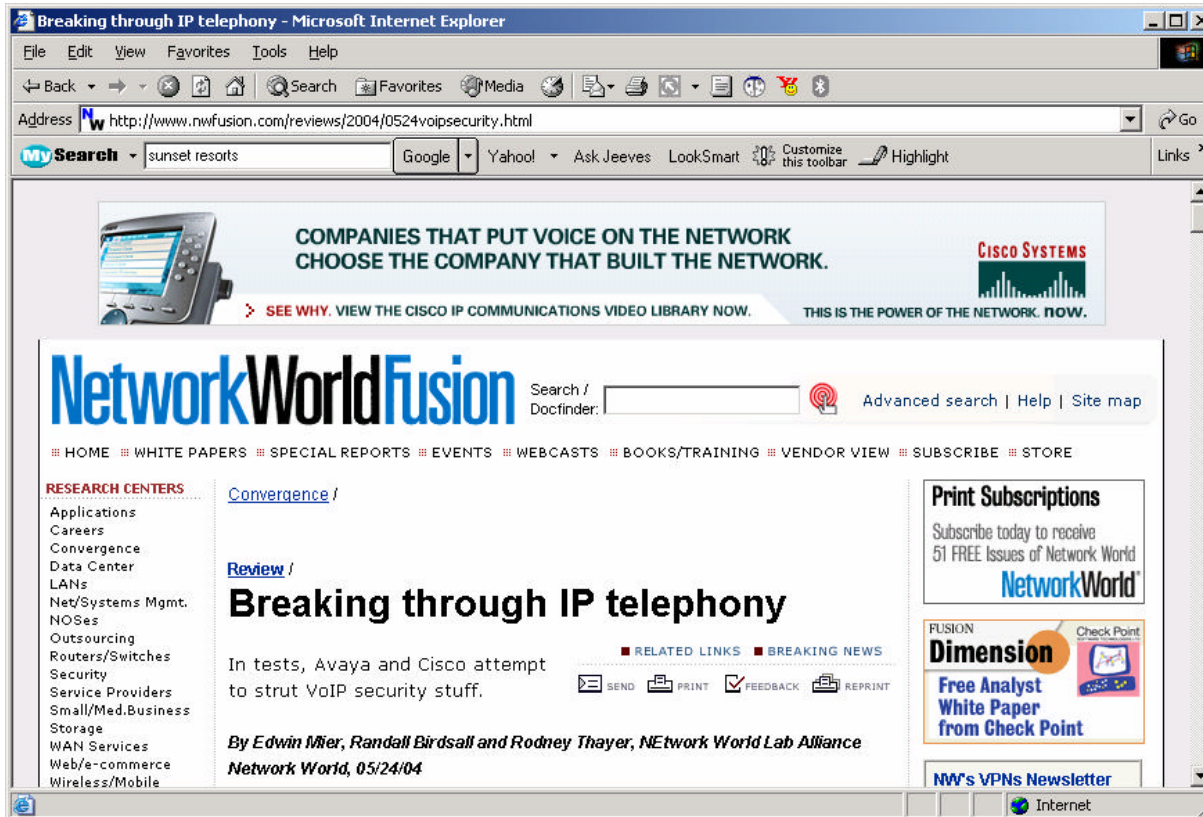 Breaking through IP telephony - Microsoft Internet Explorer
File Edit View Favorites Tools Help
Back Search Favorites Media
Address http://www.nwfusion.com/reviews/2004/0524voipsecurity.html Go
My Search sunset resorts Google Yahoo! Ask Jeeves LookSmart Customize this toolbar Highlight Links
COMPANIES THAT PUT VOICE ON THE NETWORK
CHOOSE THE COMPANY THAT BUILT THE NETWORK.
CISCO SYSTEMS
SEE WHY. VIEW THE CISCO IP COMMUNICATIONS VIDEO LIBRARY NOW.
THIS IS THE POWER OF THE NETWORK. now.
NetworkWorldFusion
Search /
Docfinder:
Advanced search | Help | Site map
HOME WHITE PAPERS SPECIAL REPORTS EVENTS WEBCASTS BOOKS/TRAINING VENDOR VIEW SUBSCRIBE STORE
RESEARCH CENTERS
Applications
Careers
Convergence
Data Center
LANs
Net/Systems Mgmt.
NOSes
Outsourcing
Routers/Switches
Security
Service Providers
Small/Med.Business
Storage
WAN Services
Web/e-commerce
Wireless/Mobile
Convergence /
Review /
Breaking through IP telephony
In tests, Avaya and Cisco attempt
to strut VoIP security stuff.
RELATED LINKS BREAKING NEWS
SEND PRINT FEEDBACK REPRINT
By Edwin Mier, Randall Birdsall and Rodney Thayer, NEtwork World Lab Alliance
Network World, 05/24/04
Print Subscriptions
Subscribe today to receive
51 FREE Issues of Network World
NetworkWorld
FUSION
Check Point
Dimension
Free Analyst
White Paper
from Check Point
NW's VPNs Newsletter
Internet